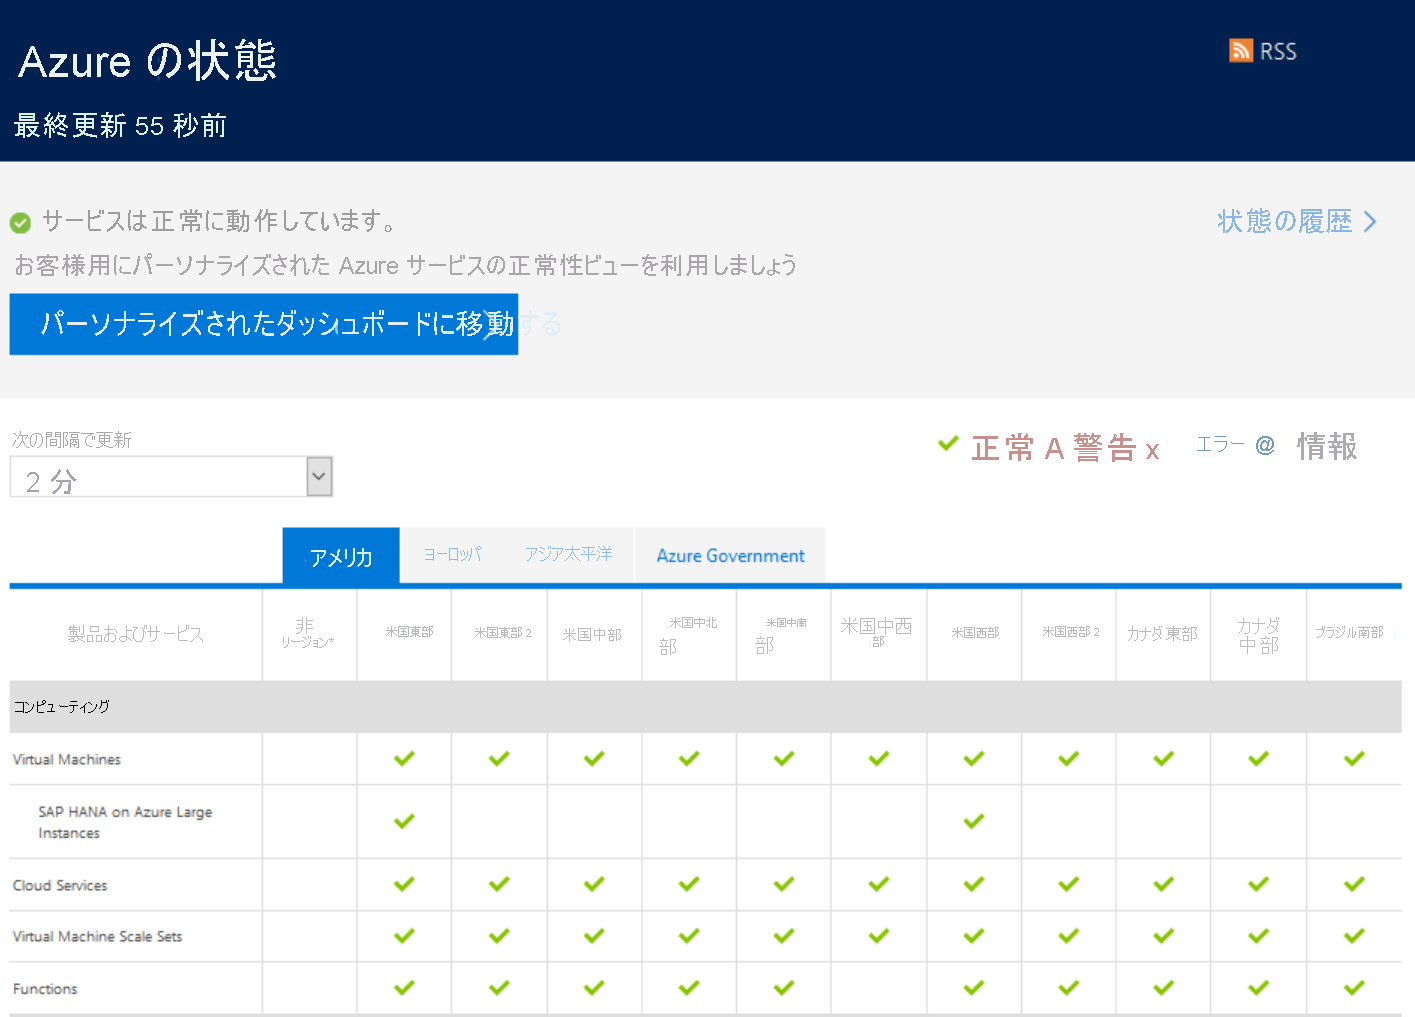 Azure の状態
RSS
最終更新 55 秒前
サービスは正常に動作しています。
状態の履歴
お客様用にパーソナライズされた Azure サービスの正常性ビューを利用しましょう
パーソナライズされたダッシュボードに移動する
次の間隔で更新
正常 A 警告 x エラー @ 情報
2 分
アメリカ ヨーロッパ アジア太平洋 Azure Government
製品およびサービス
非
リージョン*
米国東部
米国東部 2
米国中部
米国中北
部
米国中南
部
米国中西
部
米国西部
米国西部 2
カナダ東部
カナダ
中部
ブラジル南部
コンピューティング
Virtual Machines
SAP HANA on Azure Large
Instances
Cloud Services
Virtual Machine Scale Sets
Functions